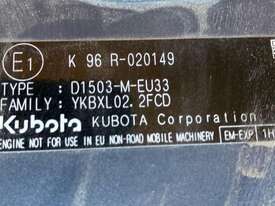 E1 K 96 R-020149
TYPE : D1503-M-EU33
FAMILY : YKBXL02.2FCD
Kubota KUBOTA Corporation
ENGINE NOT FOR USE IN NON-ROAD MOBILE MACHINERY EM-EXP 1H